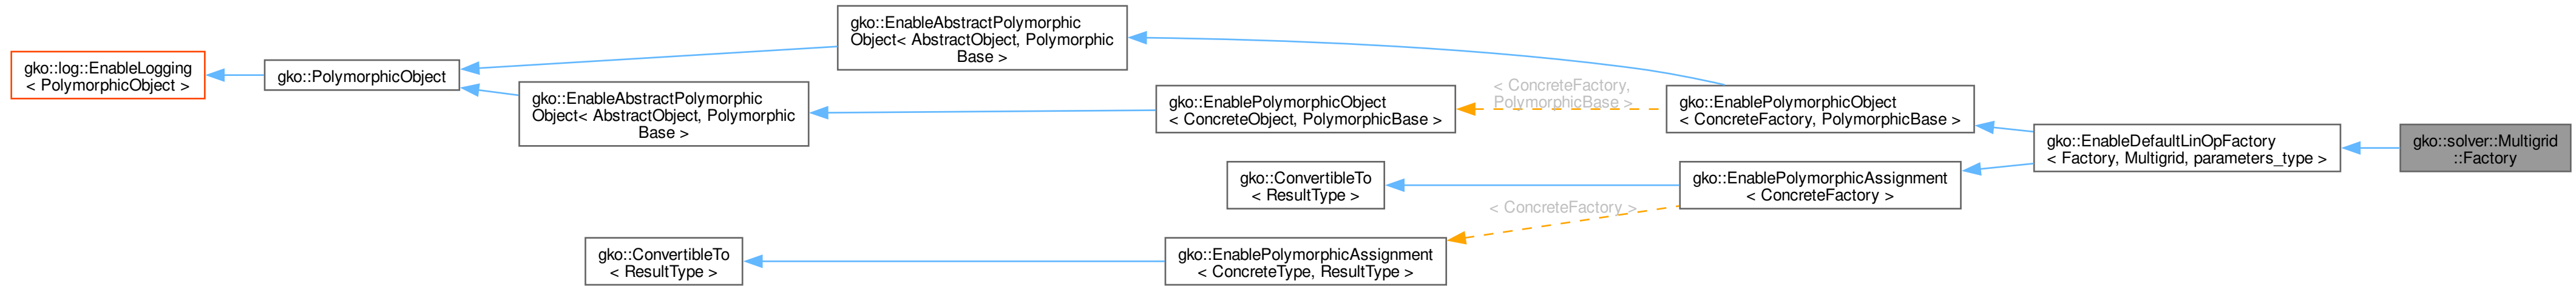 gko::log::EnableLogging
< PolymorphicObject >
gko::PolymorphicObject
gko::EnableAbstractPolymorphic
Object< AbstractObject, Polymorphic
Base >
gko::EnableAbstractPolymorphic
Object< AbstractObject, Polymorphic
Base >
gko::EnablePolymorphicObject
< ConcreteObject, PolymorphicBase >
< ConcreteFactory,
PolymorphicBase >
gko::EnablePolymorphicObject
< ConcreteFactory, PolymorphicBase >
gko::EnableDefaultLinOpFactory
< Factory, Multigrid, parameters_type >
gko::solver::Multigrid
::Factory
gko::ConvertibleTo
< ResultType >
gko::EnablePolymorphicAssignment
< ConcreteFactory >
< ConcreteFactory >
gko::ConvertibleTo
< ResultType >
gko::EnablePolymorphicAssignment
< ConcreteType, ResultType >